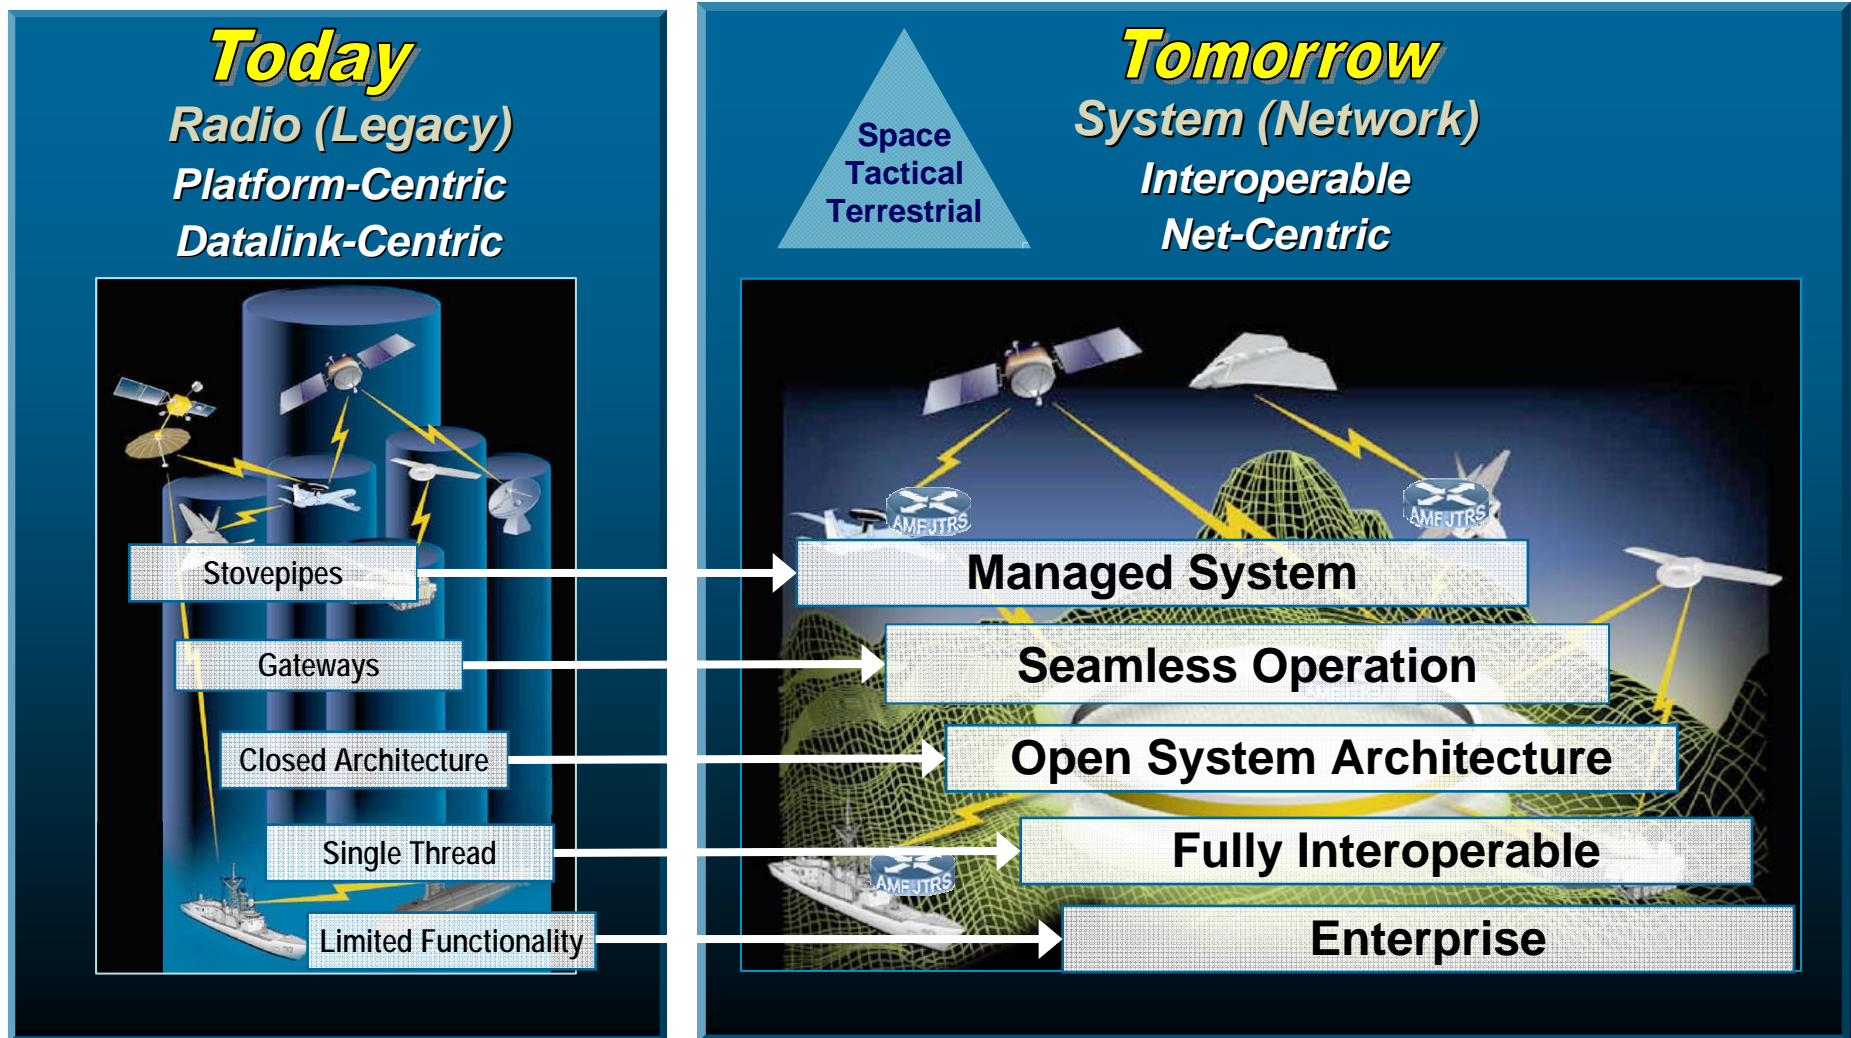 Today
Radio (Legacy)
Platform-Centric
Datalink-Centric
Stovepipes
Gateways
Closed Architecture
Single Thread
Limited Functionality
Space
Tactical
Terrestrial
Tomorrow
System (Network)
Interoperable
Net-Centric
AMF JTRS
AMF JTRS
Managed System
Seamless Operation
AMF JTRS
Open System Architecture
Fully Interoperable
AMF JTRS
Enterprise